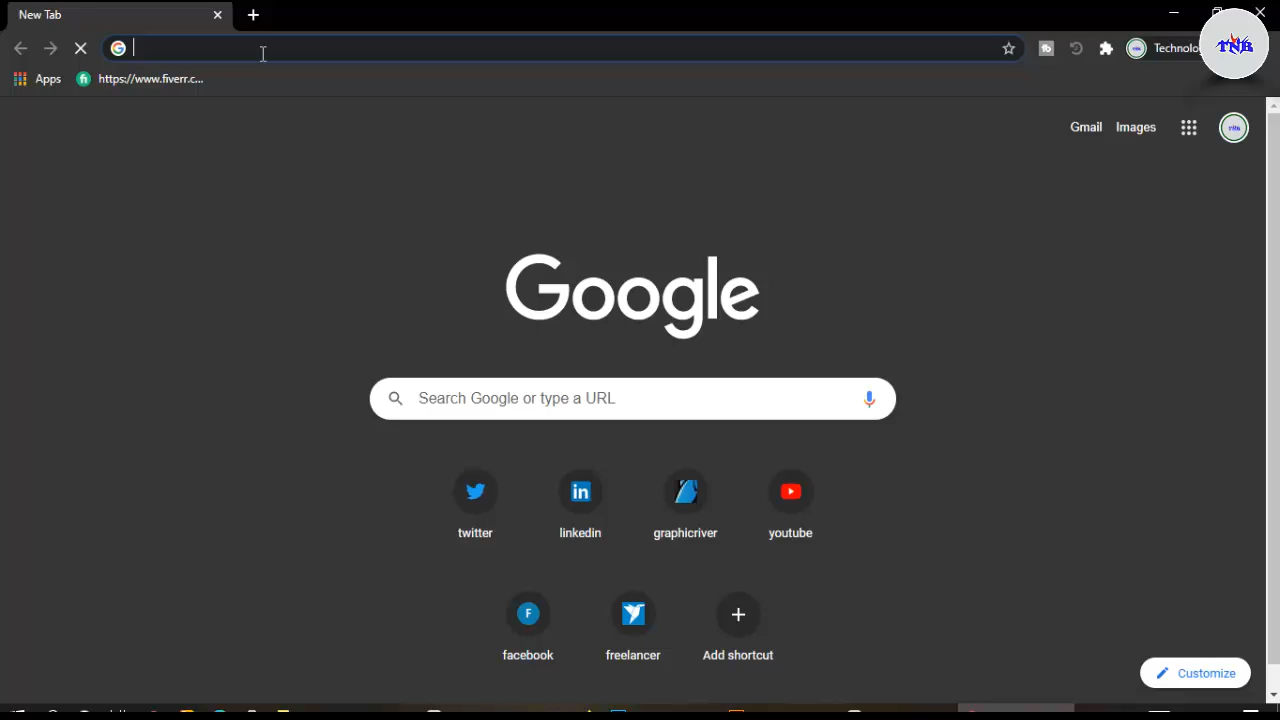 New Tab
Technolo
TNB
Apps
https://www.fiverr.c...
Gmail
Images
Google
Search Google or type a URL
twitter
linkedin
graphicriver
youtube
F
facebook
freelancer
Add shortcut
Customize